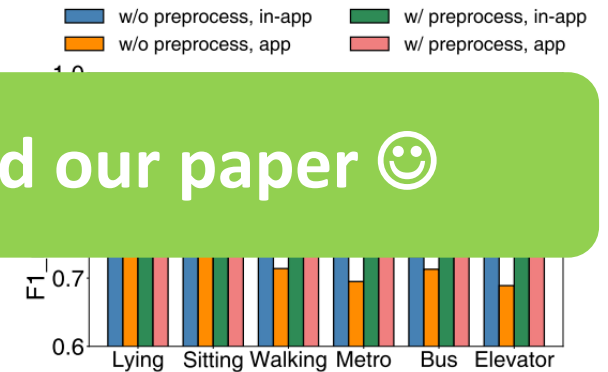 w/o preprocess, in-app
w/ preprocess, in-app
w/o preprocess, app
w/ preprocess, app
d our paper
F1_
0.7
0.6
Lying Sitting Walking Metro Bus Elevator